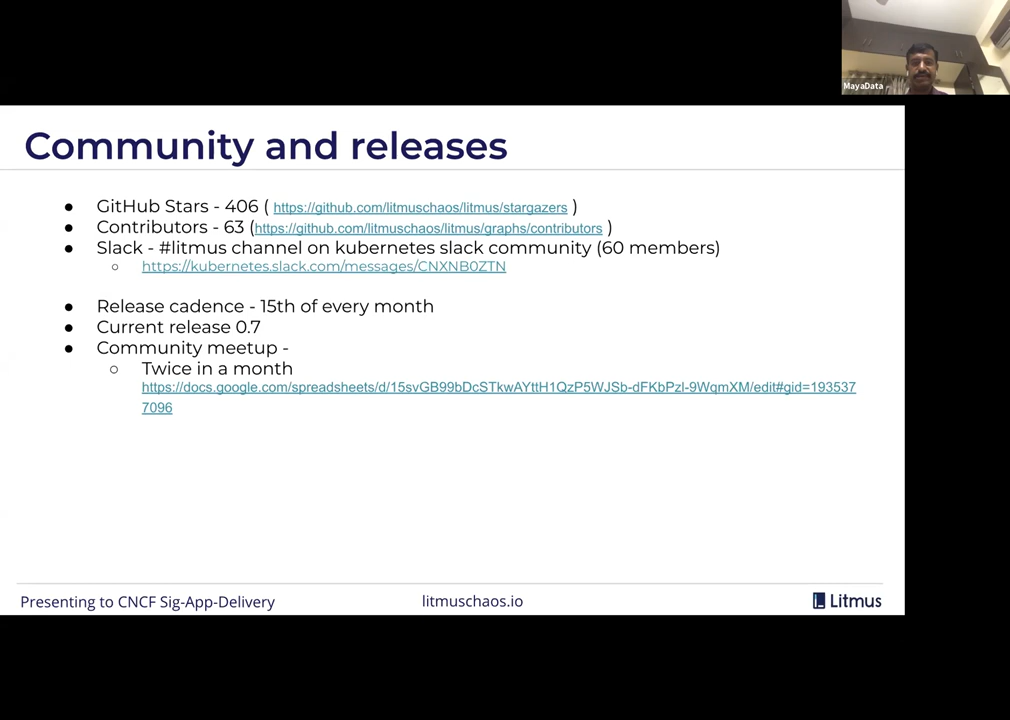 MayaData
Community and releases
● GitHub Stars - 406 ( https://github.com/litmuschaos/litmus/stargazers )
● Contributors - 63 (https://github.com/litmuschaos/litmus/graphs/contributors )
● Slack - #litmus channel on kubernetes slack community (60 members)
○ https://kubernetes.slack.com/messages/CNXNB0ZTN
● Release cadence - 15th of every month
● Current release 0.7
● Community meetup -
○ Twice in a month
https://docs.google.com/spreadsheets/d/15svGB99bDcSTkwAYttH1QzP5WJSb-dFKbPzl-9WqmXM/edit#gid=193537
7096
Presenting to CNCF Sig-App-Delivery
litmuschaos.io
Litmus